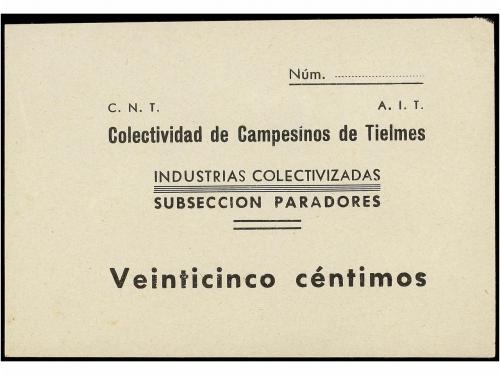 Núm. ........................
C. N. T. A. I. T.
Colectividad de Campesinos de Tielmes
INDUSTRIAS COLECTIVIZADAS
SUBSECCION PARADORES
Veinticinco céntimos